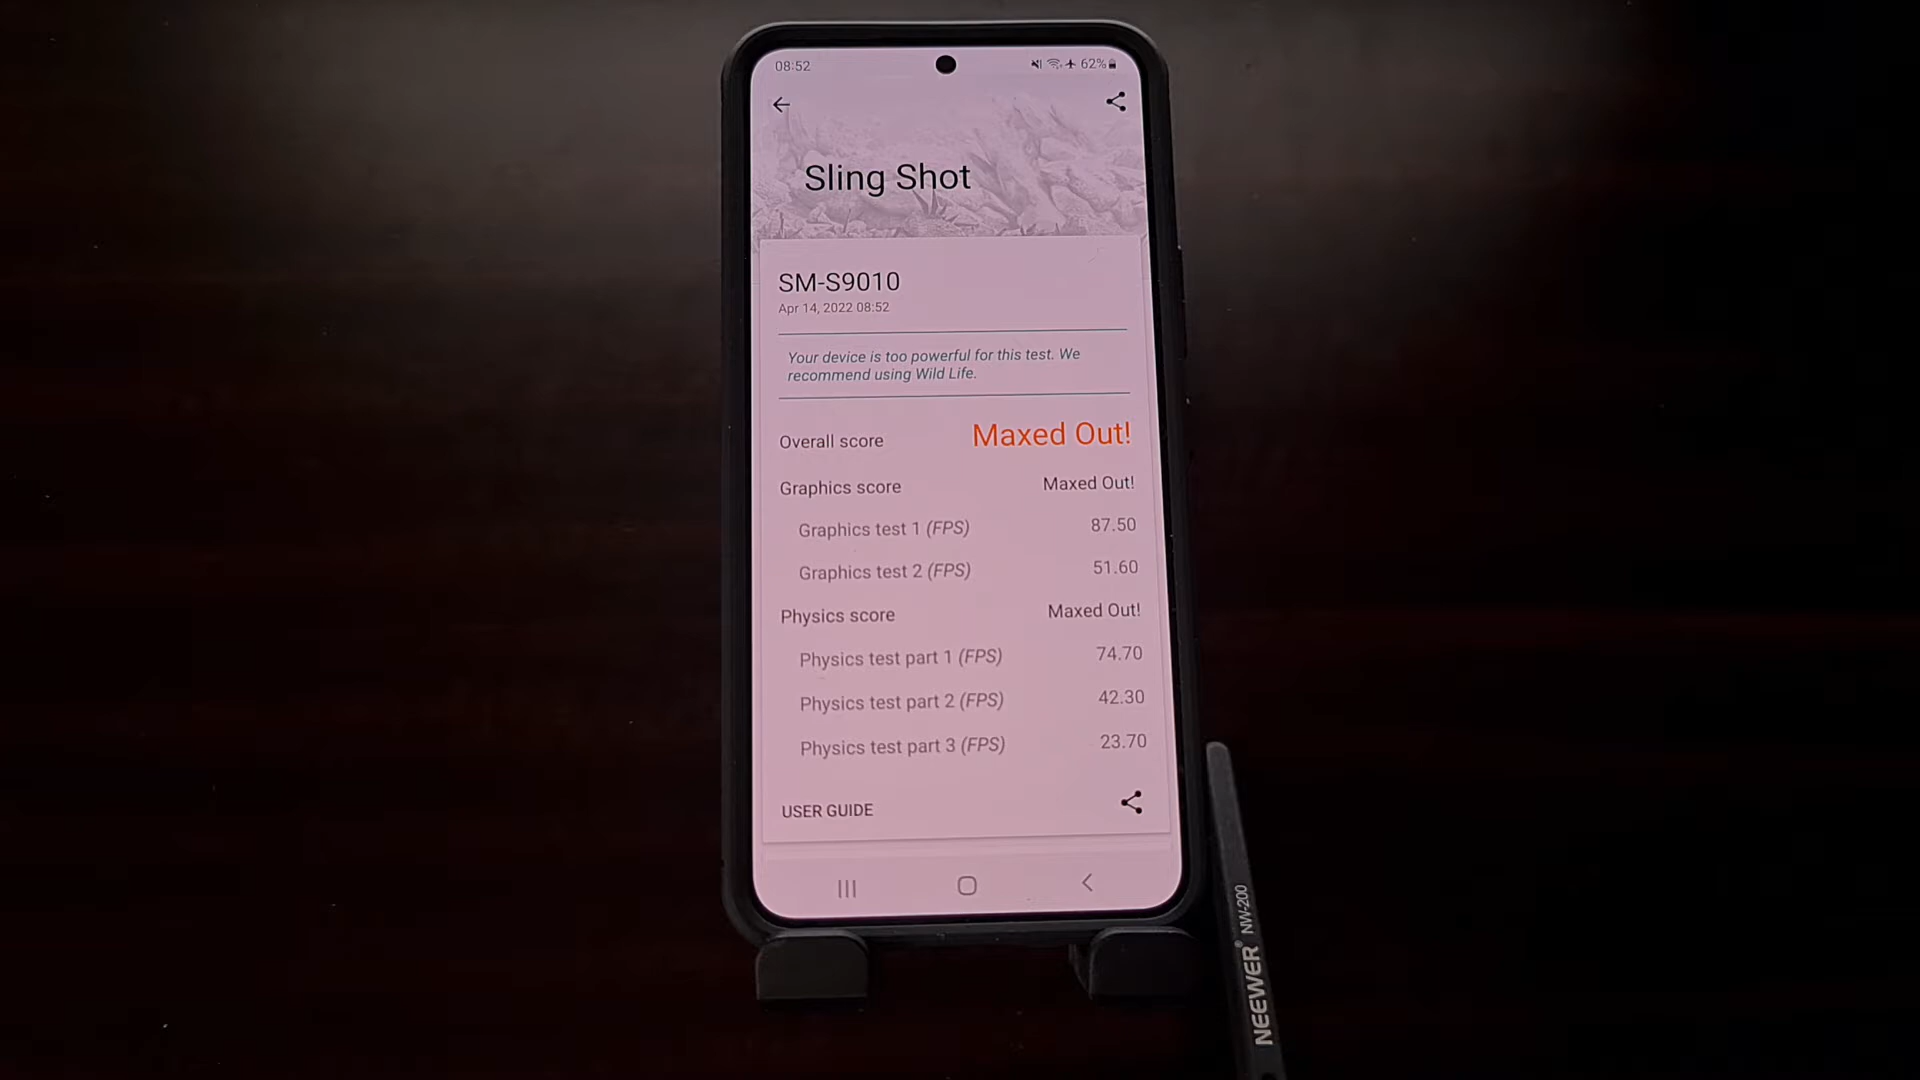 08:52
62%
Sling Shot
SM-S9010
Apr 14, 2022 08:52
Your device is too powerful for this test. We
recommend using Wild Life.
Overall score Maxed Out!
Graphics score Maxed Out!
Graphics test 1 (FPS) 87.50
Graphics test 2 (FPS) 51.60
Physics score Maxed Out!
Physics test part 1 (FPS) 74.70
Physics test part 2 (FPS) 42.30
Physics test part 3 (FPS) 23.70
USER GUIDE
NEEWER® NW-200